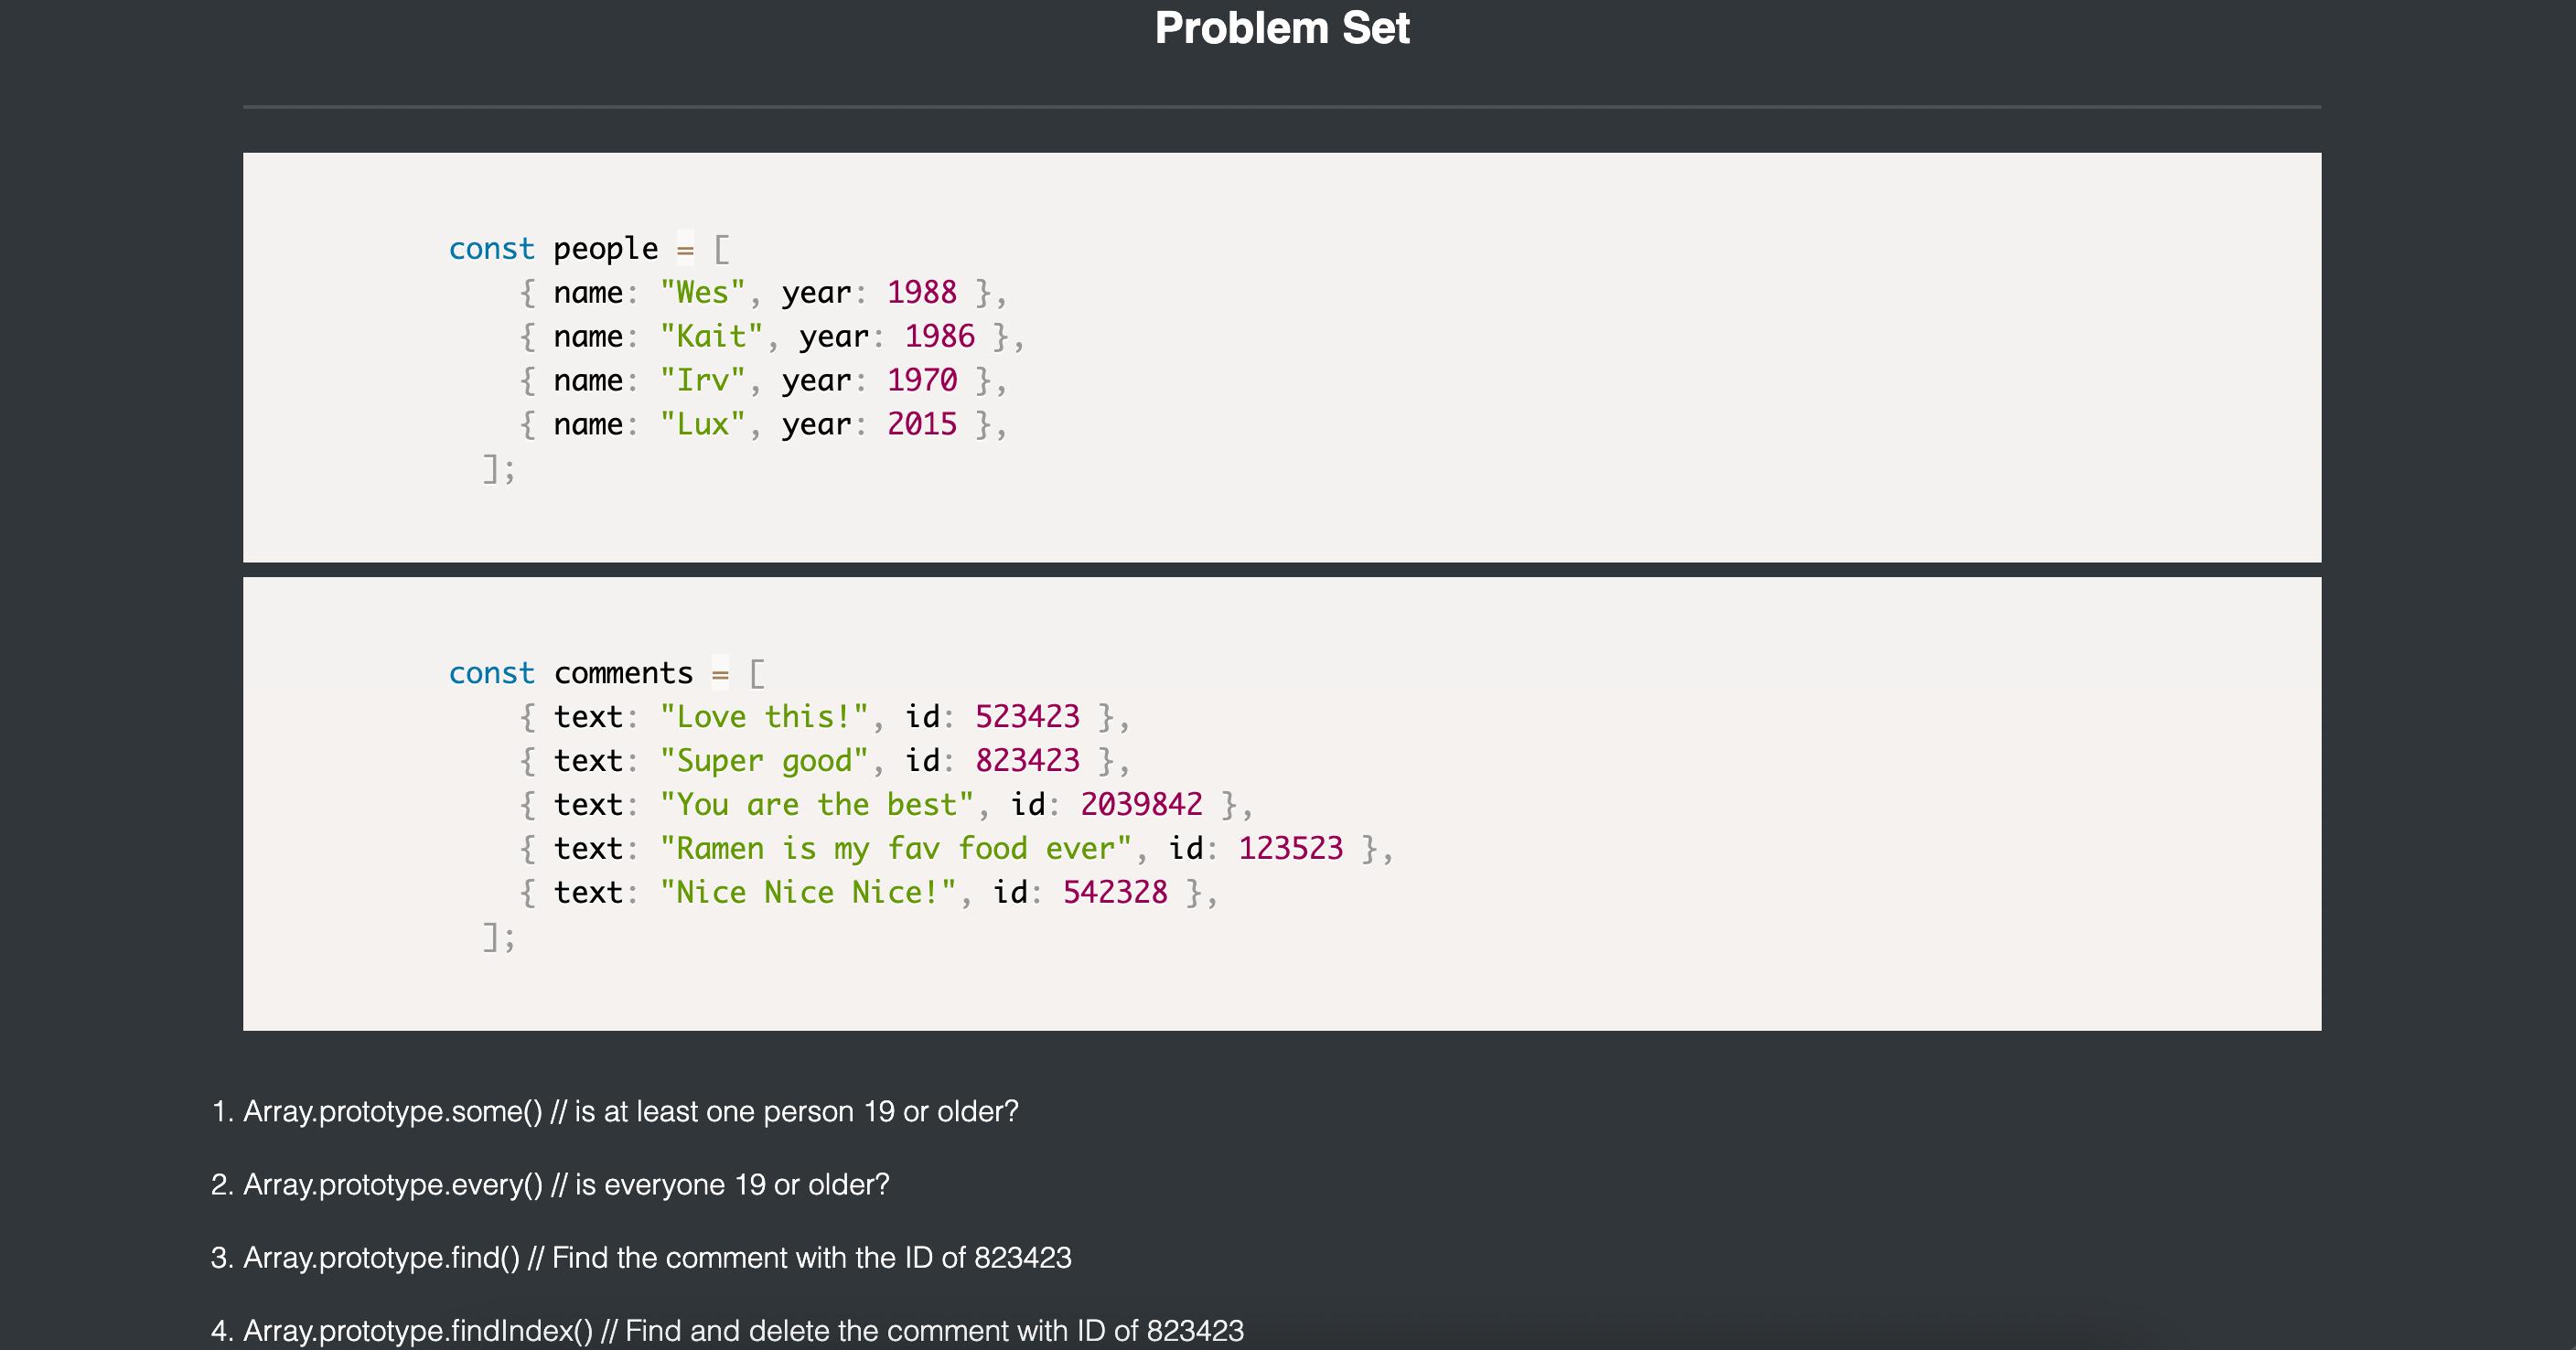 Problem Set
const people = [
{ name: "Wes", year: 1988 },
{ name: "Kait", year: 1986 },
{ name: "Irv", year: 1970 },
{ name: "Lux", year: 2015 },
];
const comments = [
{ text: "Love this!", id: 523423 },
{ text: "Super good", id: 823423 },
{ text: "You are the best", id: 2039842 },
{ text: "Ramen is my fav food ever", id: 123523 },
{ text: "Nice Nice Nice!", id: 542328 },
];
1. Array.prototype.some() // is at least one person 19 or older?
2. Array.prototype.every() // is everyone 19 or older?
3. Array.prototype.find() // Find the comment with the ID of 823423
4. Array.prototype.findIndex() // Find and delete the comment with ID of 823423